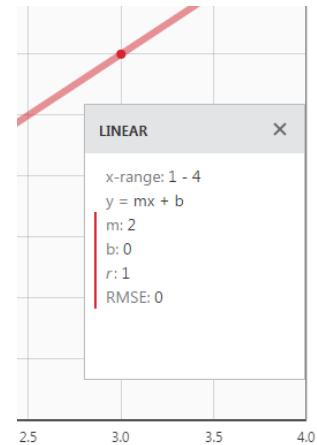 LINEAR ×
x-range: 1 - 4
y = mx + b
m: 2
b: 0
r: 1
RMSE: 0
2.5 3.0 3.5 4.0